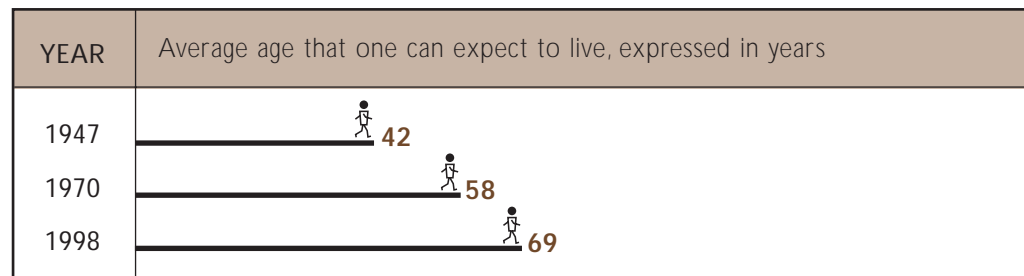 YEAR Average age that one can expect to live, expressed in years
1947 42
1970 58
1998 69